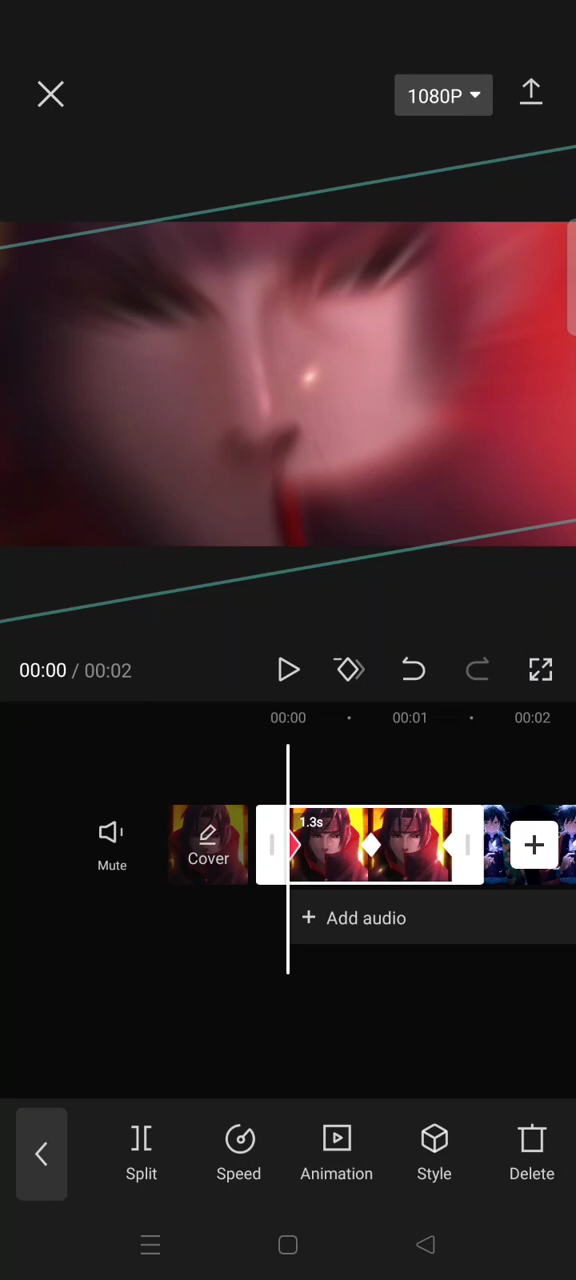 1080P
00:00 / 00:02
00:00
00:01
00:02
Mute
Cover
1.3s
+ Add audio
Split
Speed
Animation
Style
Delete